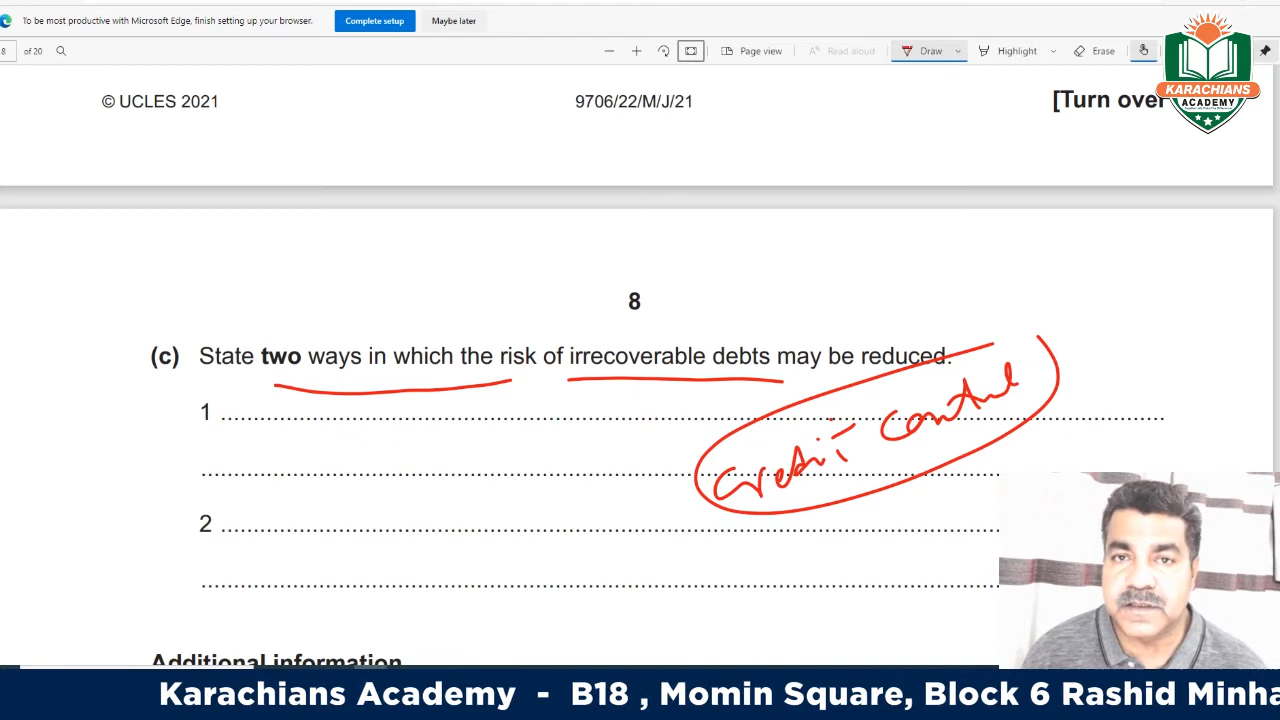 To be most productive with Microsoft Edge, finish setting up your browser. Complete setup Maybe later
8 of 20 Page view Read aloud Draw Highlight Erase
KARACHIANS
ACADEMY
© UCLES 2021 9706/22/M/J/21 [Turn over
8
(c) State two ways in which the risk of irrecoverable debts may be reduced.
1
credit control
2
Additional information
Karachians Academy - B18 , Momin Square, Block 6 Rashid Minha